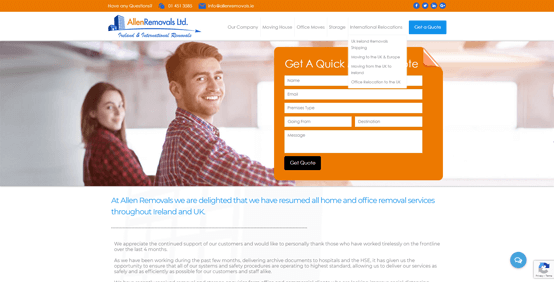 Have any Questions? 01 451 3585 info@allenremovals.ie
AllenRemovals Ltd.
Ireland & International Removals
Our Company Moving House Office Moves Storage International Relocations Get a Quote
UK Ireland Removals
Shipping
Moving to the UK & Europe
Moving from the UK to
Ireland
Office Relocation to the UK
Get A Quick ote
Name
Email
Premises Type
Going From Destination
Message
Get Quote
At Allen Removals we are delighted that we have resumed all home and office removal services
throughout Ireland and UK.
We appreciate the continued support of our customers and would like to personally thank those who have worked tirelessly on the frontline
over the last 4 months.
As we have been working during the past few months, delivering archive documents to hospitals and the HSE, it has given us the
opportunity to ensure that all of our systems and safety procedures are operating to highest standard, allowing us to deliver our services as
safely and as efficiently as possible for our customers and staff alike.